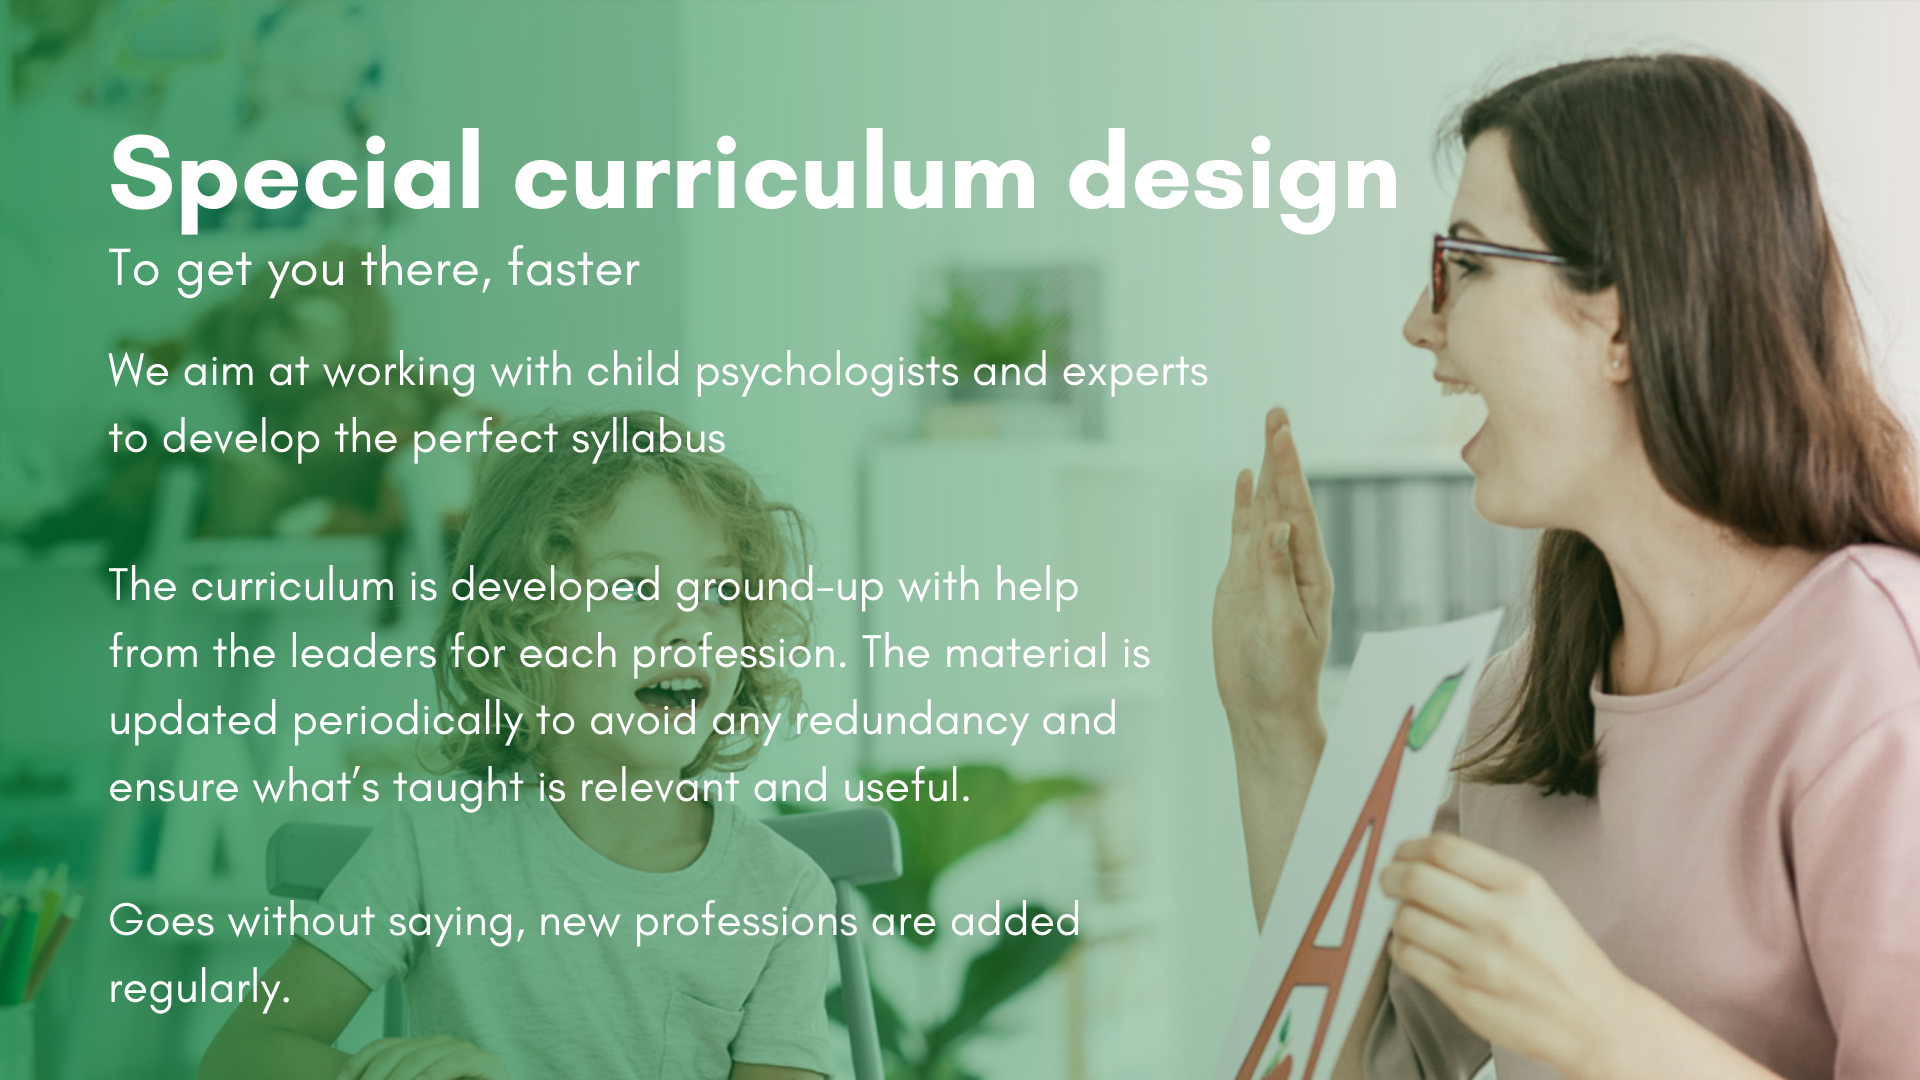 Special curriculum design
To get you there, faster
We aim at working with child psychologists and experts
to develop the perfect syllabus
The curriculum is developed ground-up with help
from the leaders for each profession. The material is
updated periodically to avoid any redundancy and
ensure what’s taught is relevant and useful.
Goes without saying, new professions are added
regularly.
A